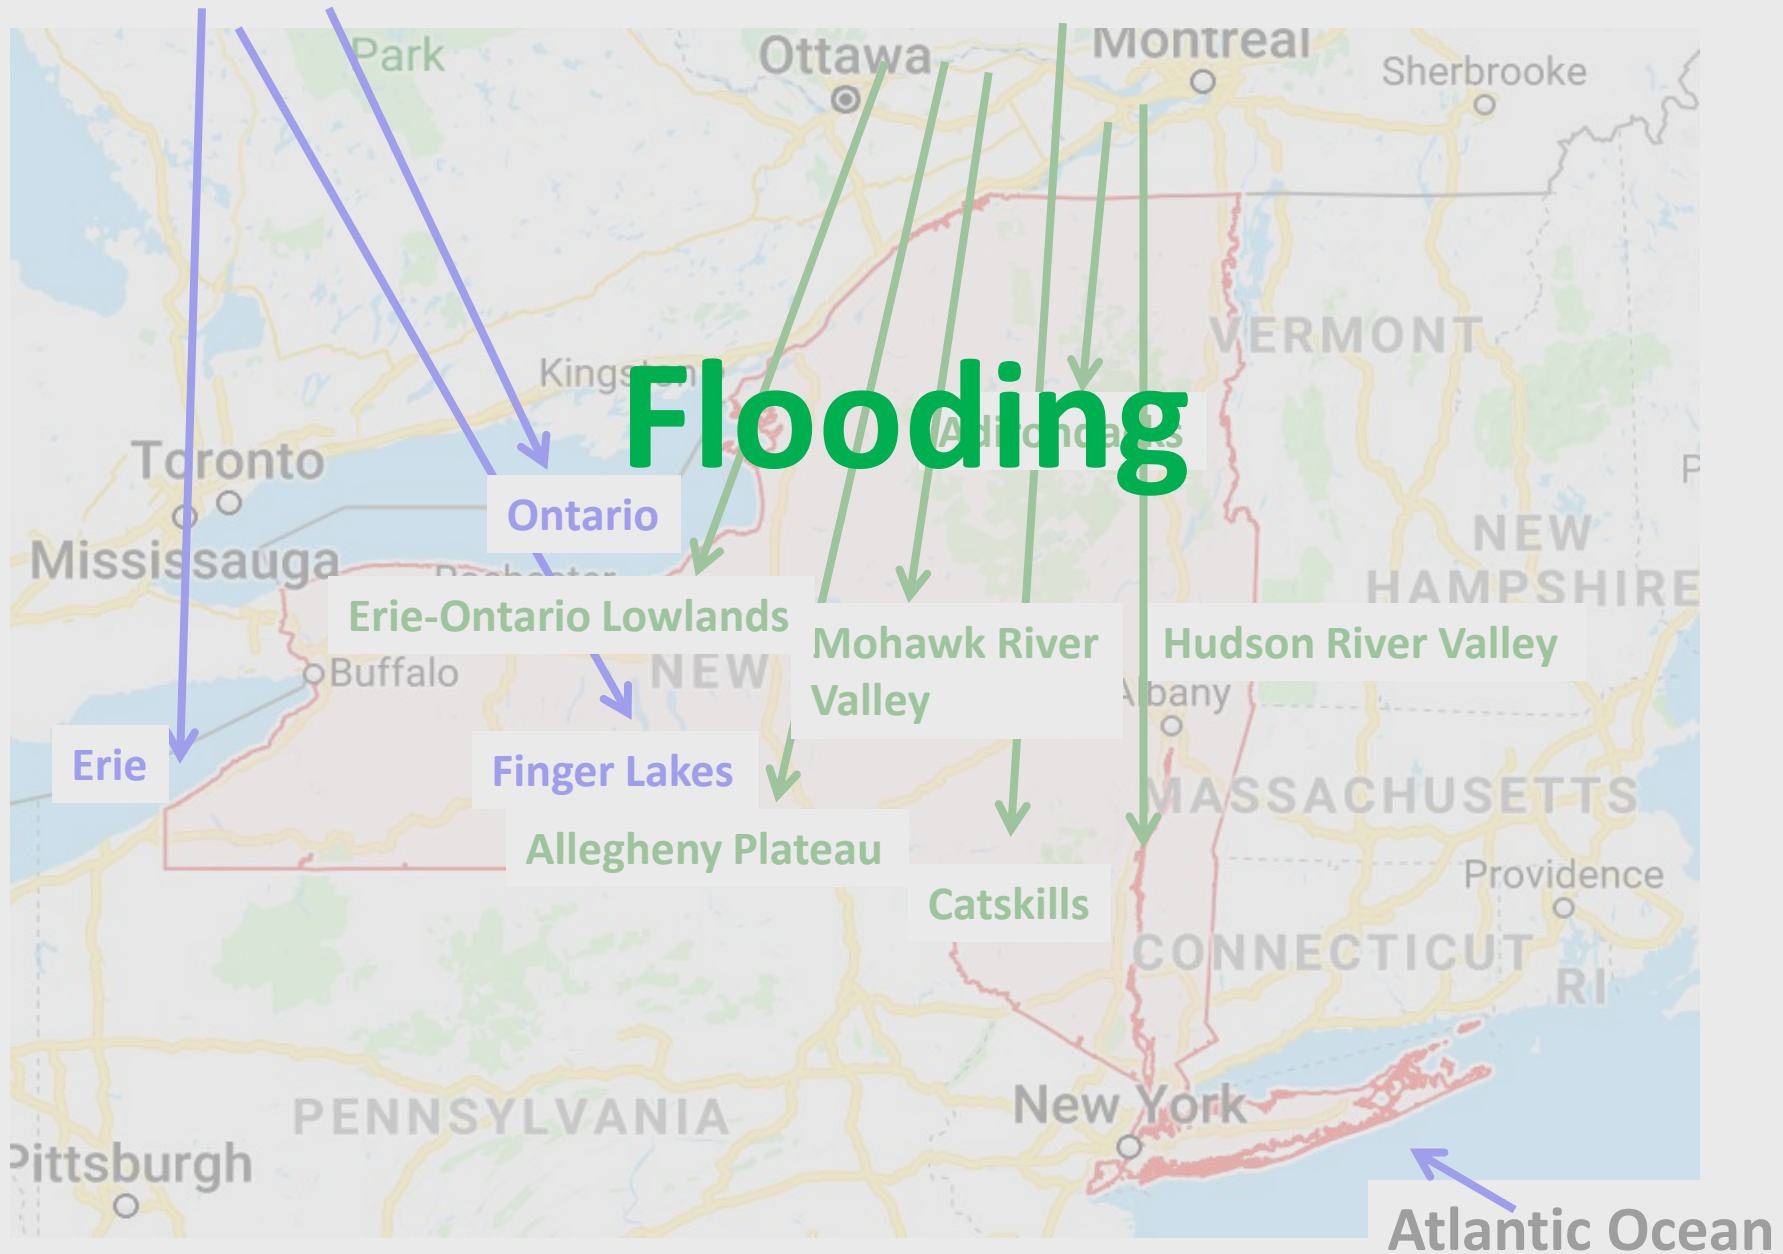 Park
Ottawa
Montreal
Sherbrooke
VERMONT
Kingston
Flooding
Adirondacks
Toronto
Ontario
Mississauga
Rochester
NEW
HAMPSHIRE
Erie-Ontario Lowlands
Mohawk River
Valley
Hudson River Valley
Buffalo
NEW
Albany
Erie
Finger Lakes
MASSACHUSETTS
Allegheny Plateau
Catskills
Providence
CONNECTICUT
RI
New York
PENNSYLVANIA
Pittsburgh
Atlantic Ocean